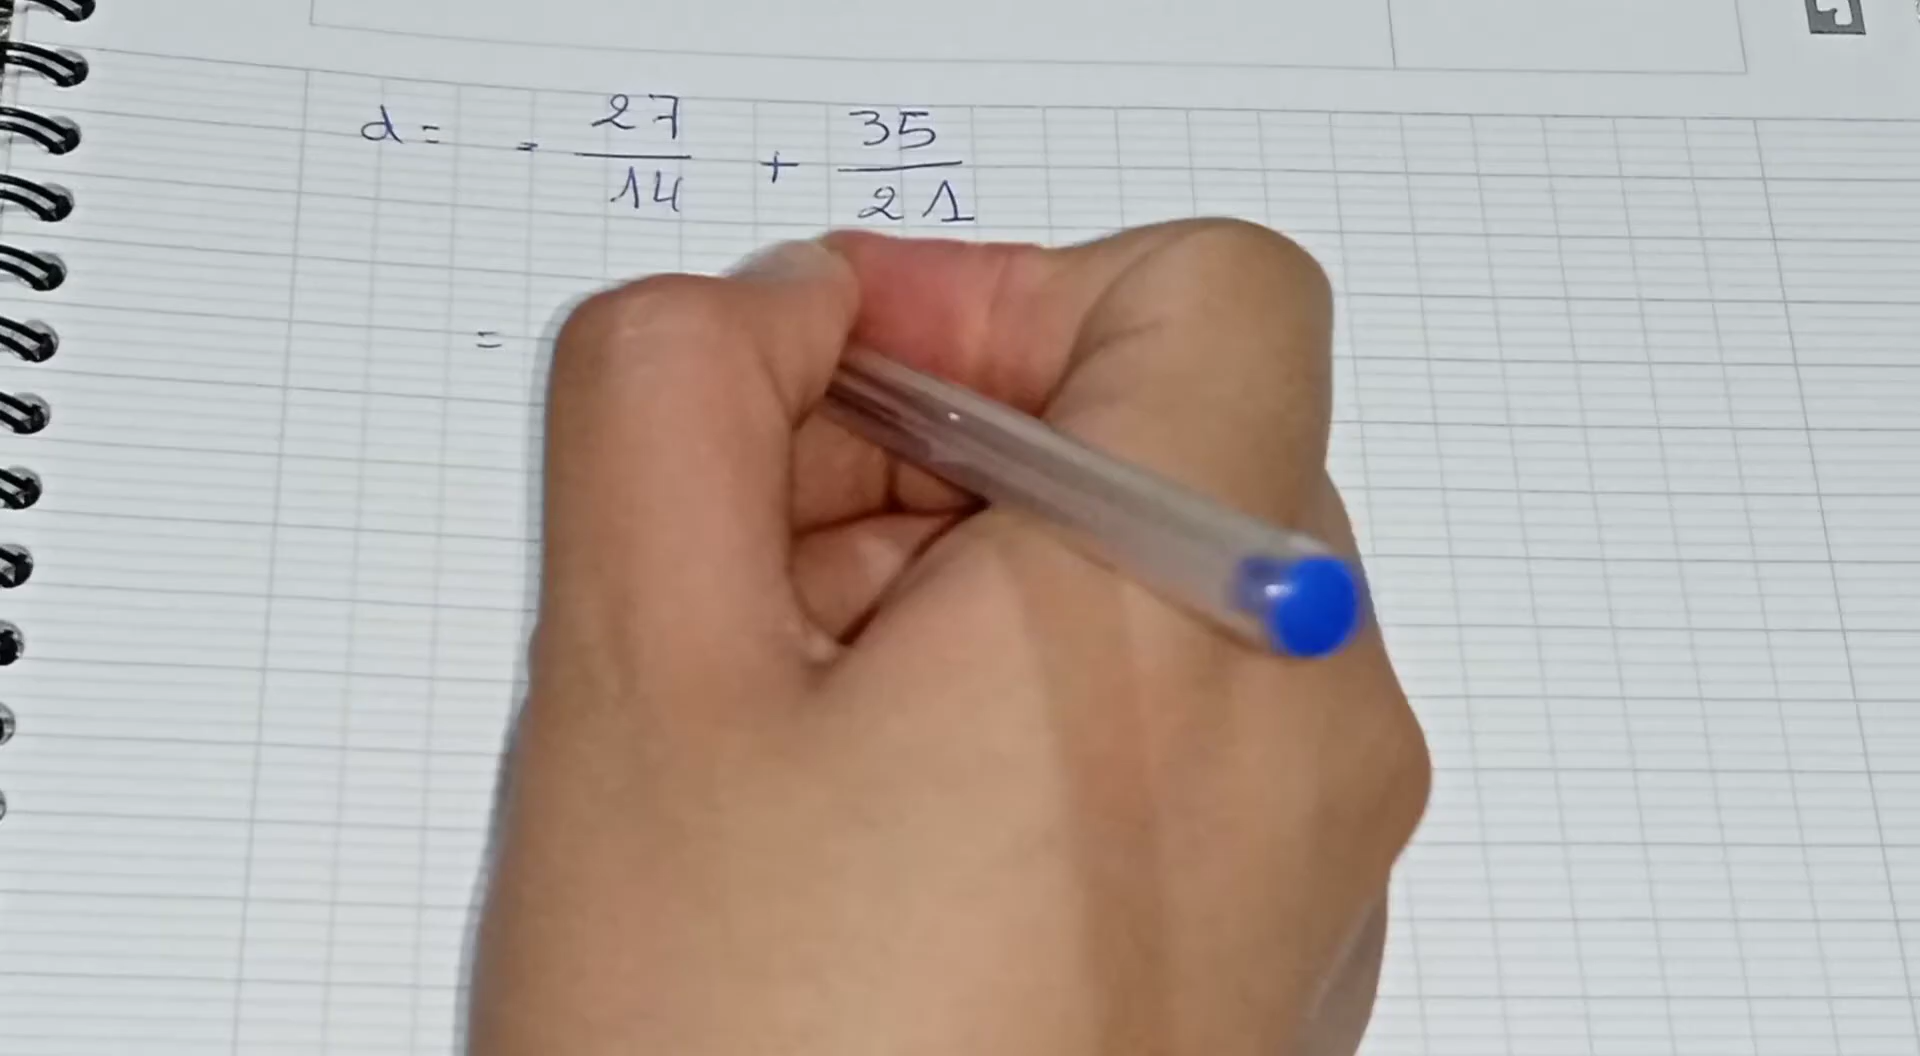 d = - 27/14 + 35/21
=